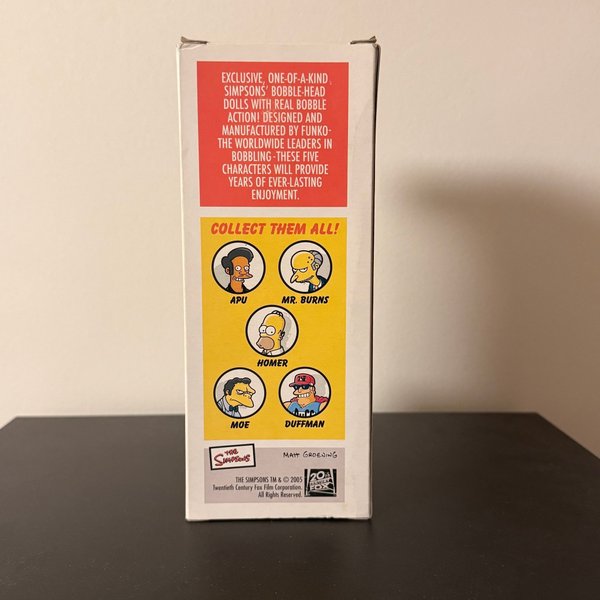 EXCLUSIVE, ONE-OF-A-KIND,
SIMPSONS' BOBBLE-HEAD
DOLLS WITH REAL BOBBLE
ACTION! DESIGNED AND
MANUFACTURED BY FUNKO-
THE WORLDWIDE LEADERS IN
BOBBLING-THESE FIVE
CHARACTERS WILL PROVIDE
YEARS OF EVER-LASTING
ENJOYMENT.
COLLECT THEM ALL!
APU
MR. BURNS
HOMER
MOE
DUFFMAN
THE
SIMPSONS
MATT GROENING
THE SIMPSONS TM & © 2005
Twentieth Century Fox Film Corporation.
All Rights Reserved.
20TH
CENTURY
FOX